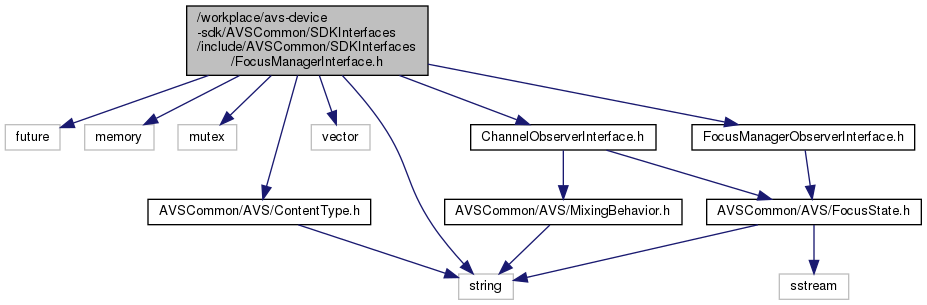 /workplace/avs-device
-sdk/AVSCommon/SDKInterfaces
/include/AVSCommon/SDKInterfaces
/FocusManagerInterface.h
future
memory
mutex
vector
ChannelObserverInterface.h
FocusManagerObserverInterface.h
AVSCommon/AVS/ContentType.h
AVSCommon/AVS/MixingBehavior.h
AVSCommon/AVS/FocusState.h
string
sstream